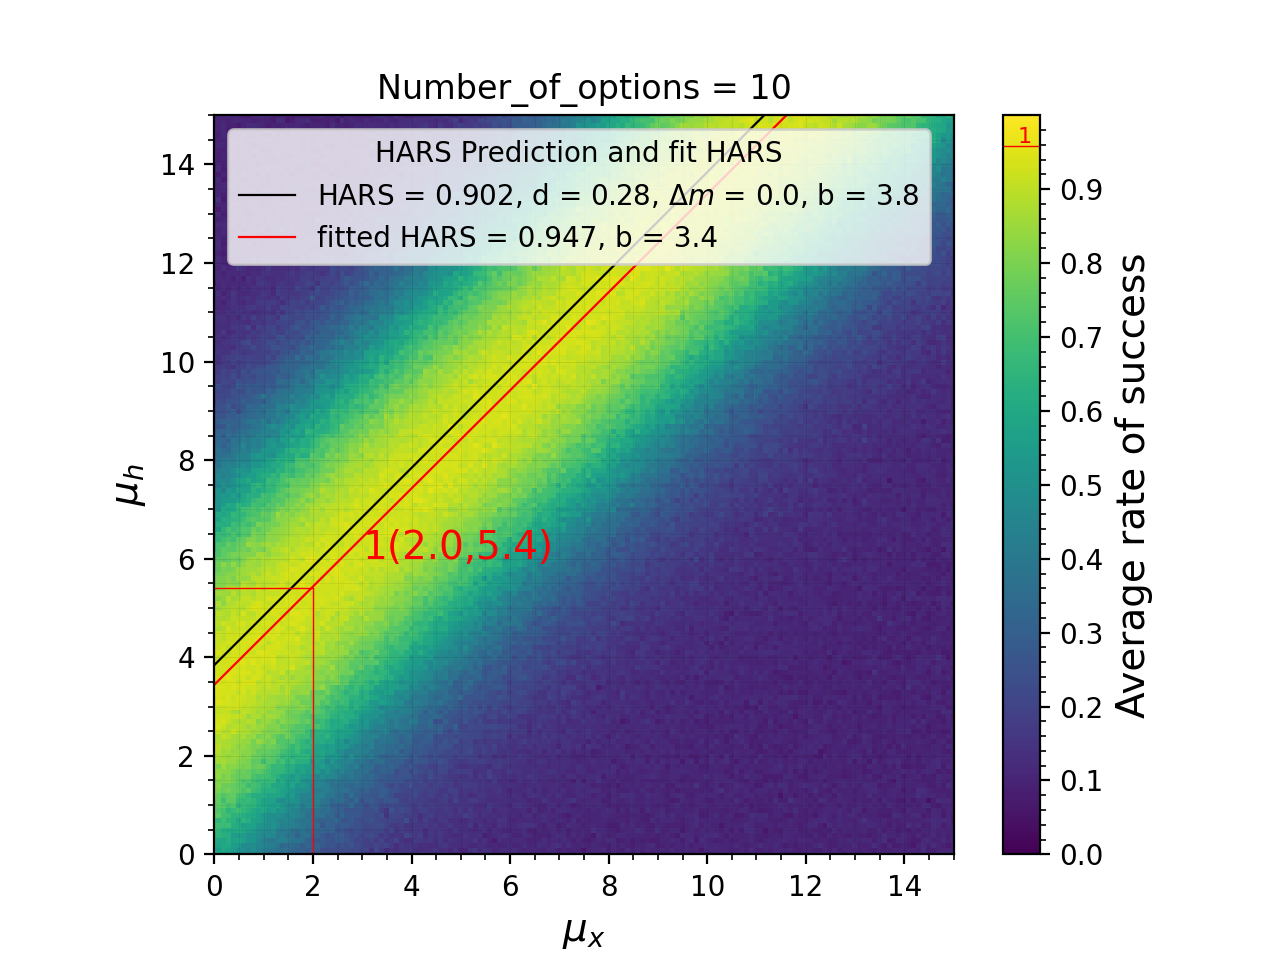 Number_of_options = 10
HARS Prediction and fit HARS
HARS = 0.902, d = 0.28, Δm = 0.0, b = 3.8
fitted HARS = 0.947, b = 3.4
1(2.0,5.4)
14
12
10
8
6
4
2
0
μh
0 2 4 6 8 10 12 14
μx
1
0.9
0.8
0.7
0.6
0.5
0.4
0.3
0.2
0.1
0.0
Average rate of success